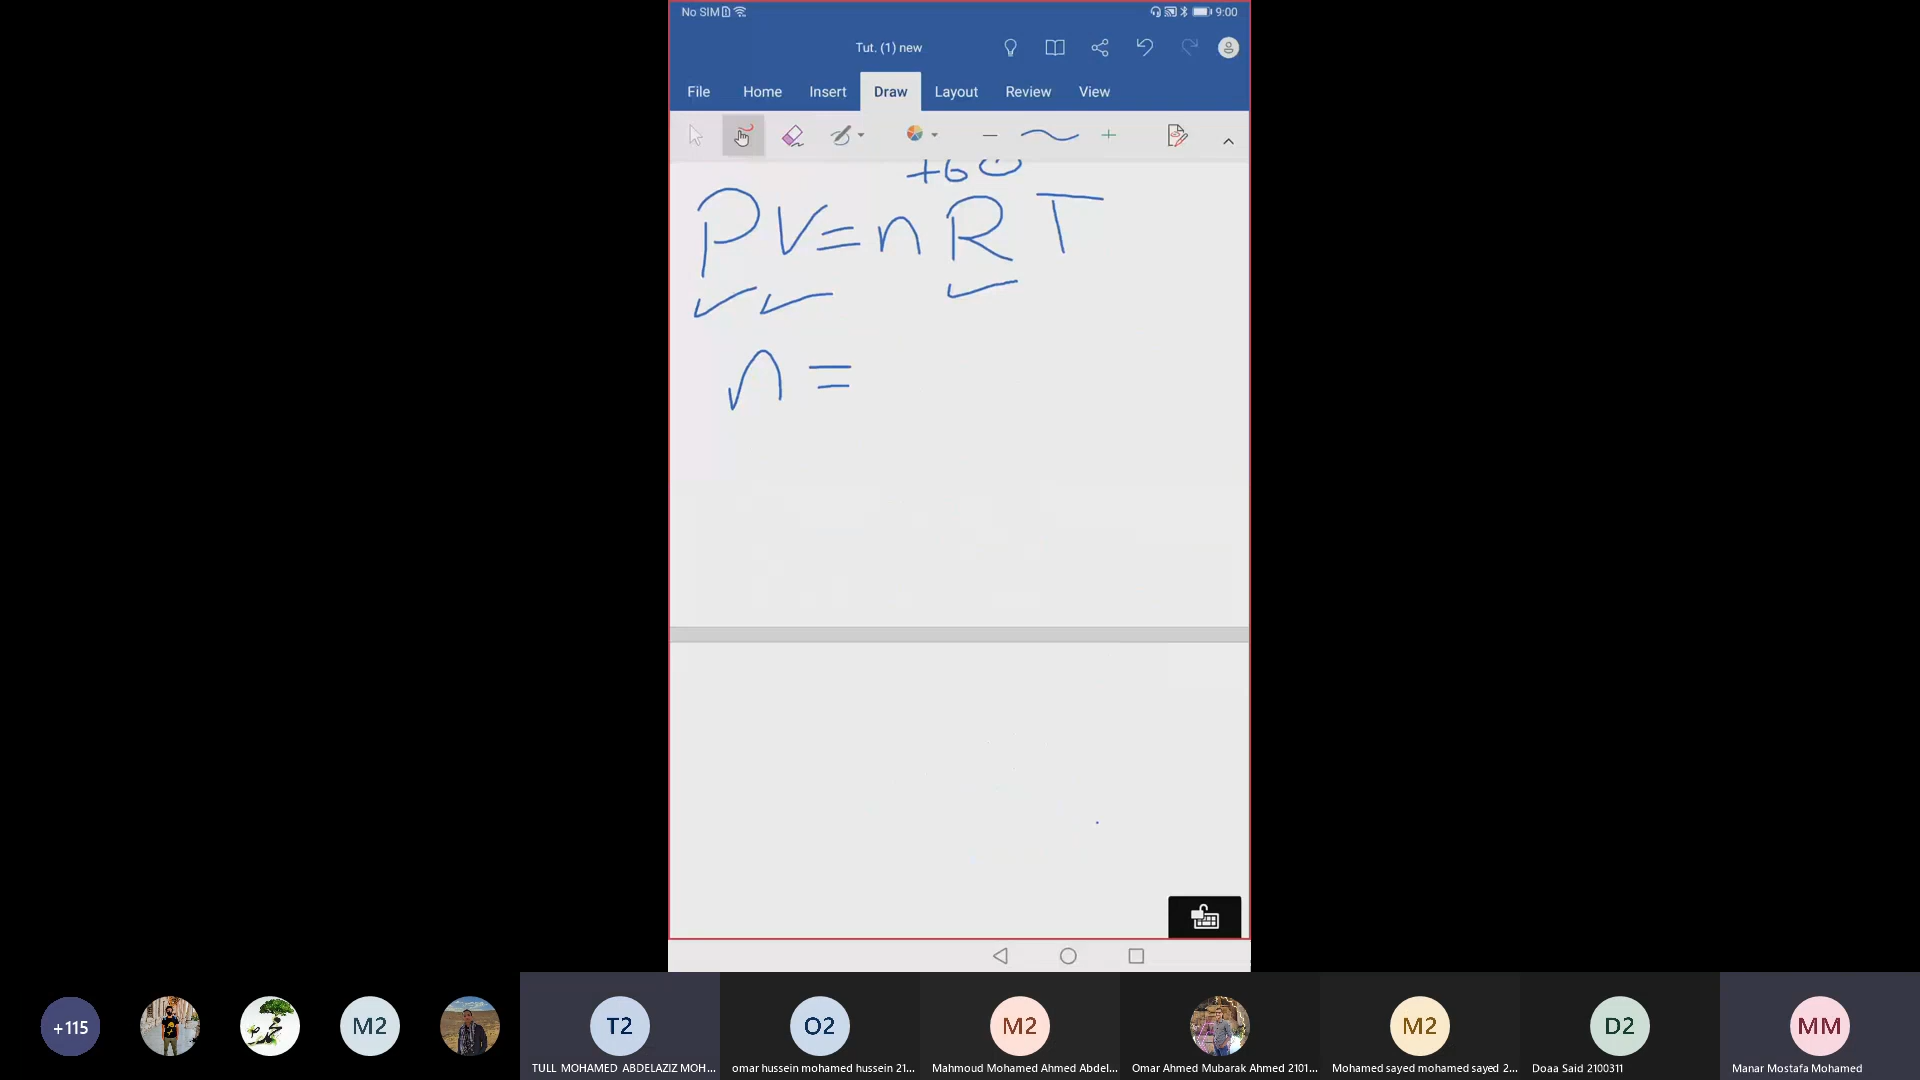 No SIM 9:00
Tut. (1) new
File Home Insert Draw Layout Review View
+60
PV=nRT
n =
+115
M2
T2
O2
M2
M2
D2
MM
TULL MOHAMED ABDELAZIZ MOH...
omar hussein mohamed hussein 21...
Mahmoud Mohamed Ahmed Abdel...
Omar Ahmed Mubarak Ahmed 2101...
Mohamed sayed mohamed sayed 2...
Doaa Said 2100311
Manar Mostafa Mohamed